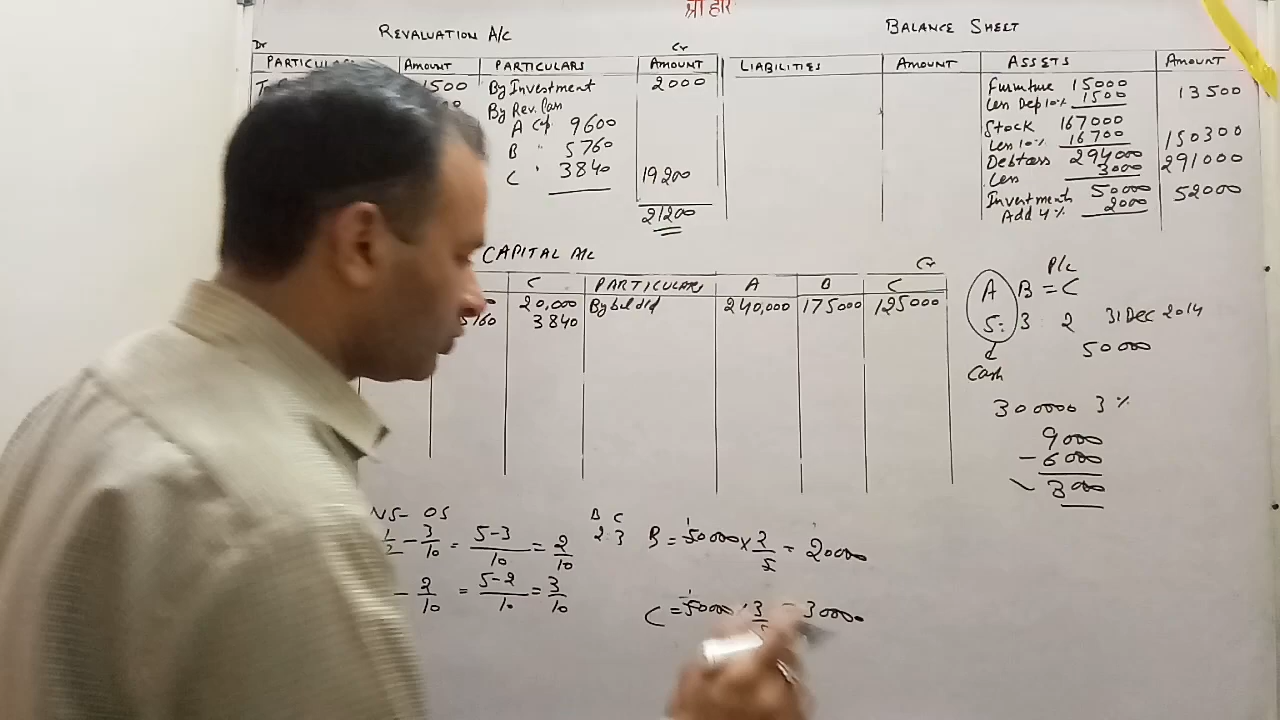 श्री हरि
REVALUATION A/c
Dr
Cr
PARTICULARS AMOUNT PARTICULARS AMOUNT
1500 By Investment 2000
By Rev. Loss
A Cap. 9600
B " 5760
C " 3840 19200
21200
BALANCE SHEET
LIABILITIES AMOUNT ASSETS AMOUNT
Furniture 15000
Less Dep 10% 1500 13500
Stock 167000
Less 10% 16700 150300
Debtors 294000 291000
Less 3000
Investments 50000 52000
Add 4% 2000
CAPITAL A/c
Cr
C PARTICULARS A B C
20,000 By bal b/d 240,000 175000 125000
5760 3840
P/c
A B = C
5: 3: 2 31 Dec 2014
d 50000
Cash
300000 3%
9000
- 6000
3000
NS- OS
1/2 - 3/10 = 5-3/10 = 2/10
- 2/10 = 5-2/10 = 3/10
B C
2:3
B = 50000 × 2/5 = 20000
C = 50000 × 3/5 = 30000